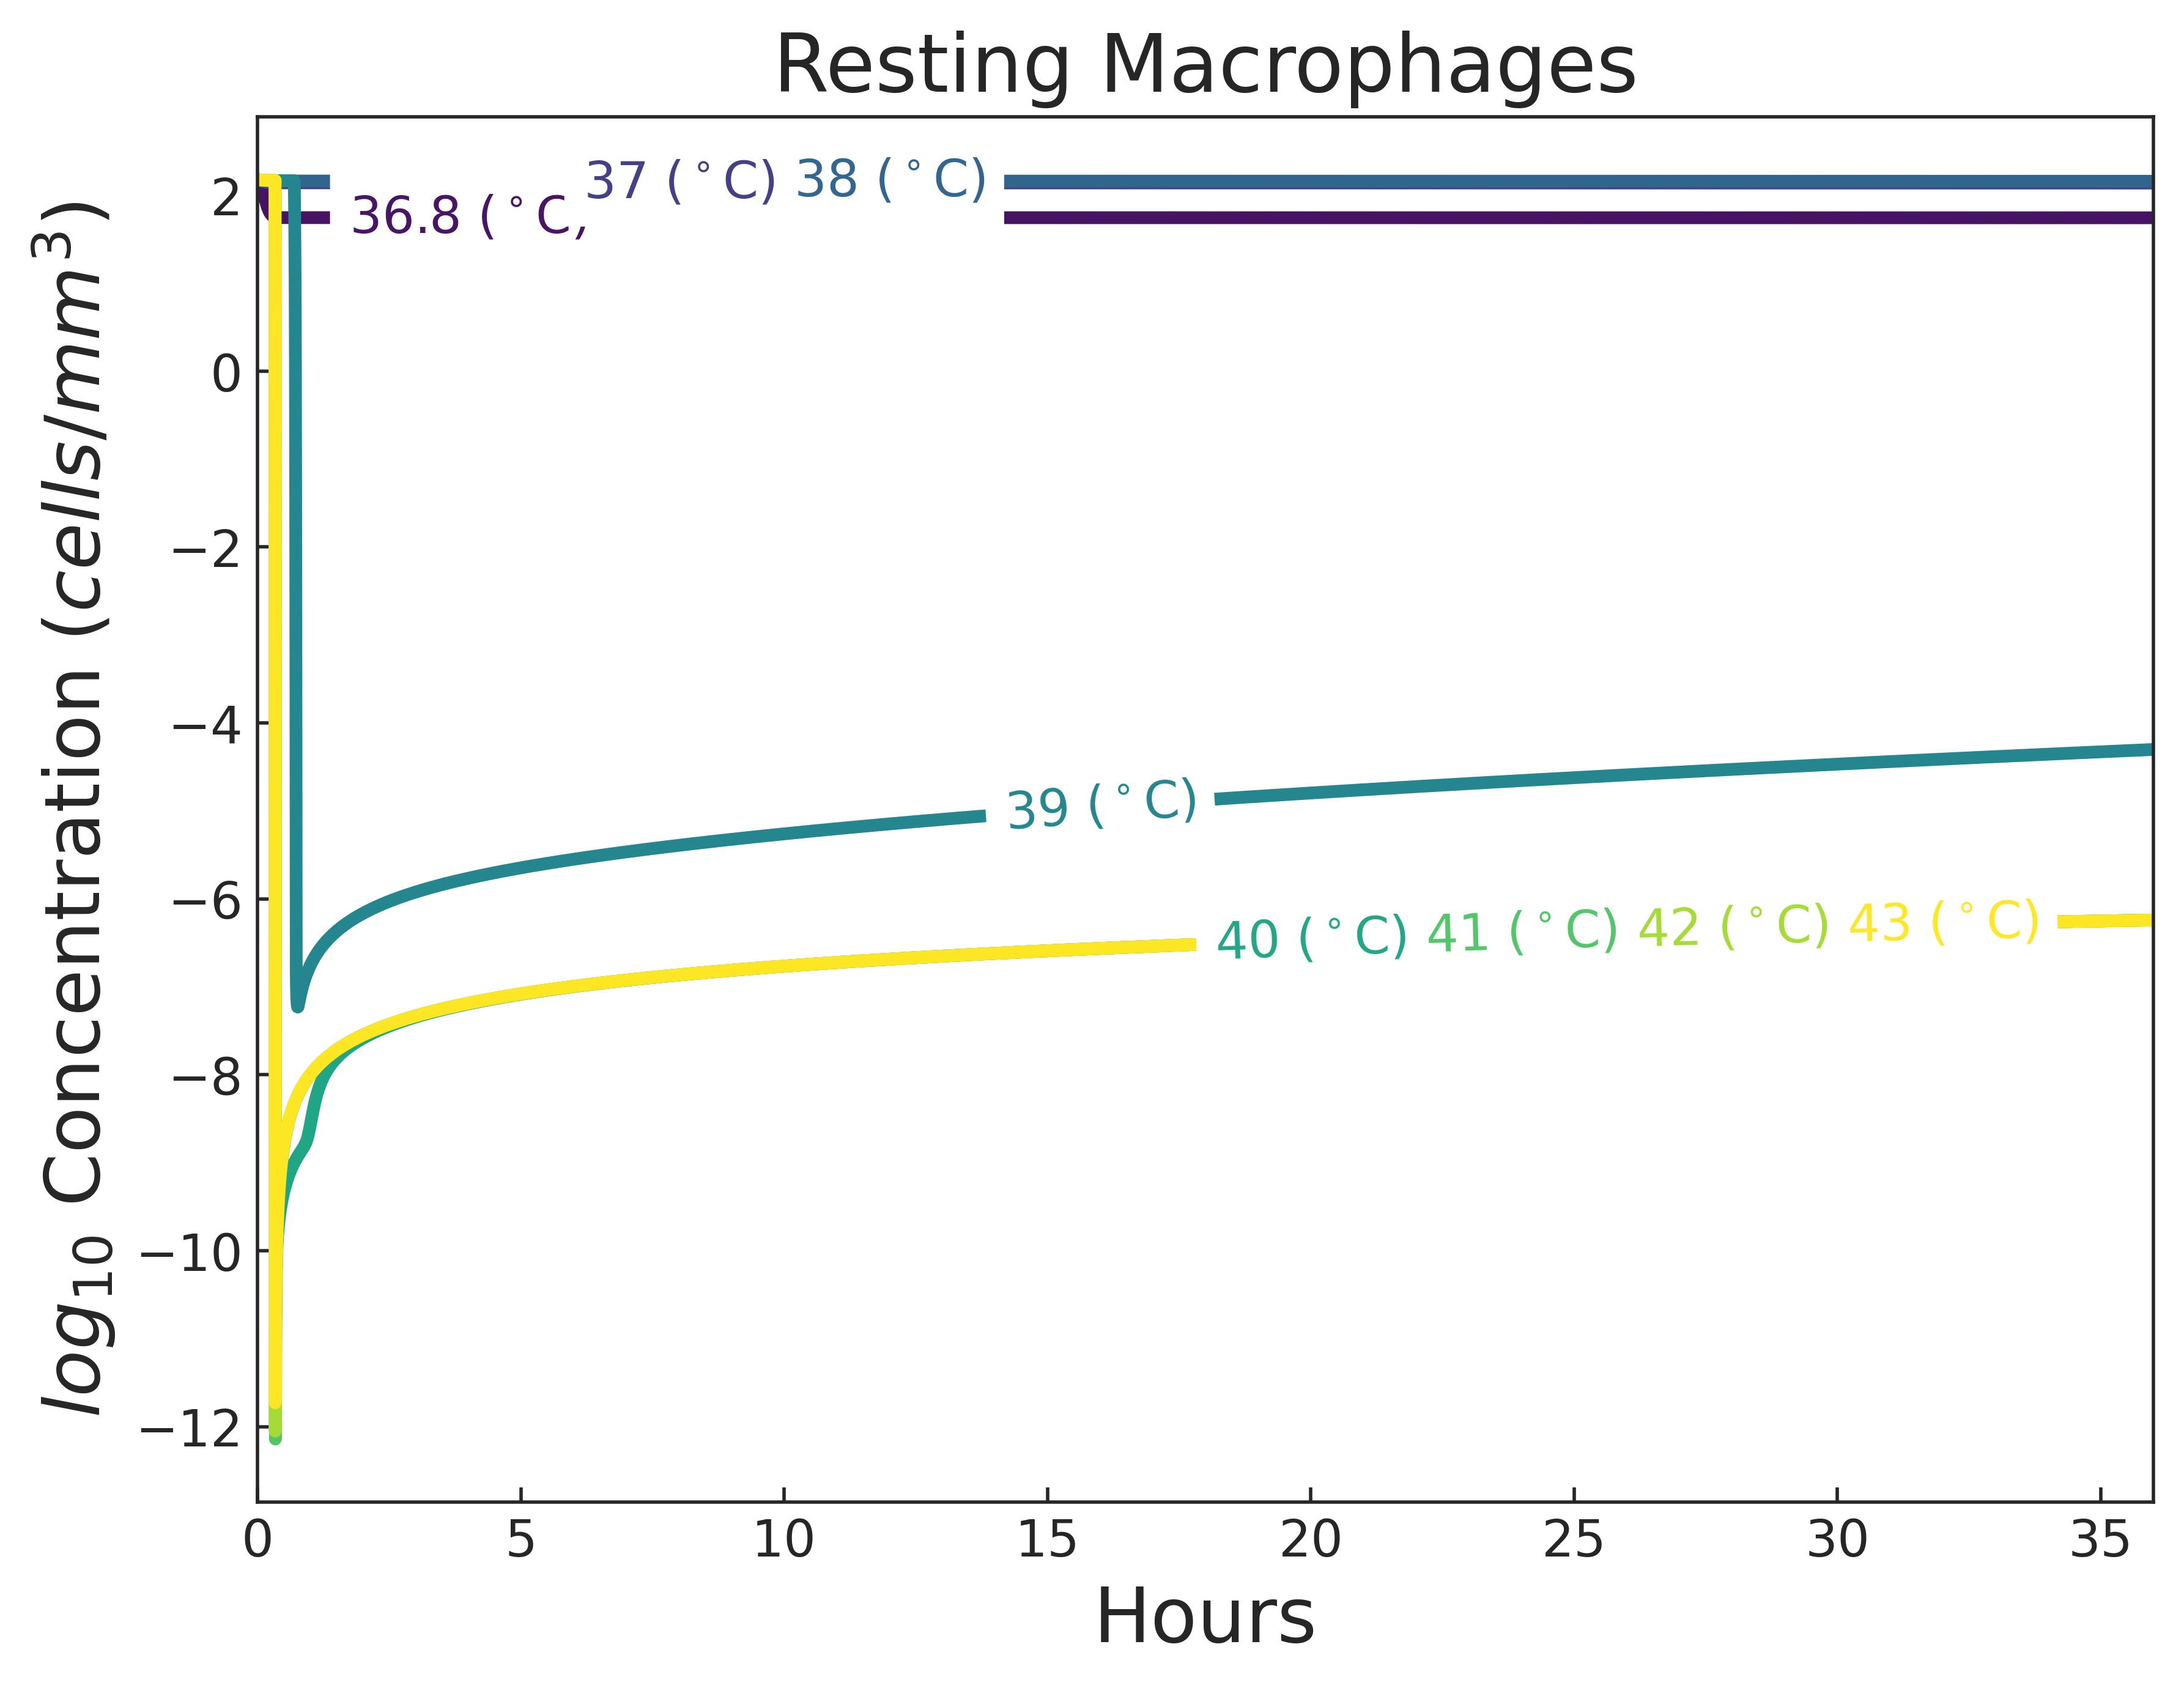 Resting Macrophages
log₁₀ Concentration (cells/mm³)
2
0
−2
−4
−6
−8
−10
−12
36.8 (°C,
37 (°C)
38 (°C)
39 (°C)
40 (°C)
41 (°C)
42 (°C)
43 (°C)
0
5
10
15
20
25
30
35
Hours